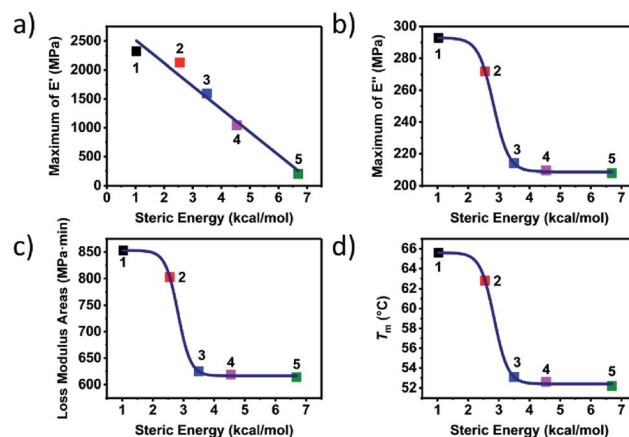 a)
Maximum of E' (MPa)
2500
2000
1500
1000
500
0
1
2
3
4
5
0 1 2 3 4 5 6 7
Steric Energy (kcal/mol)
b)
Maximum of E'' (MPa)
300
280
260
240
220
200
1
2
3
4
5
0 1 2 3 4 5 6 7
Steric Energy (kcal/mol)
c)
Loss Modulus Areas (MPa·min)
850
800
750
700
650
600
1
2
3
4
5
1 2 3 4 5 6 7
Steric Energy (kcal/mol)
d)
Tm (°C)
66
64
62
60
58
56
54
52
1
2
3
4
5
0 1 2 3 4 5 6 7
Steric Energy (kcal/mol)